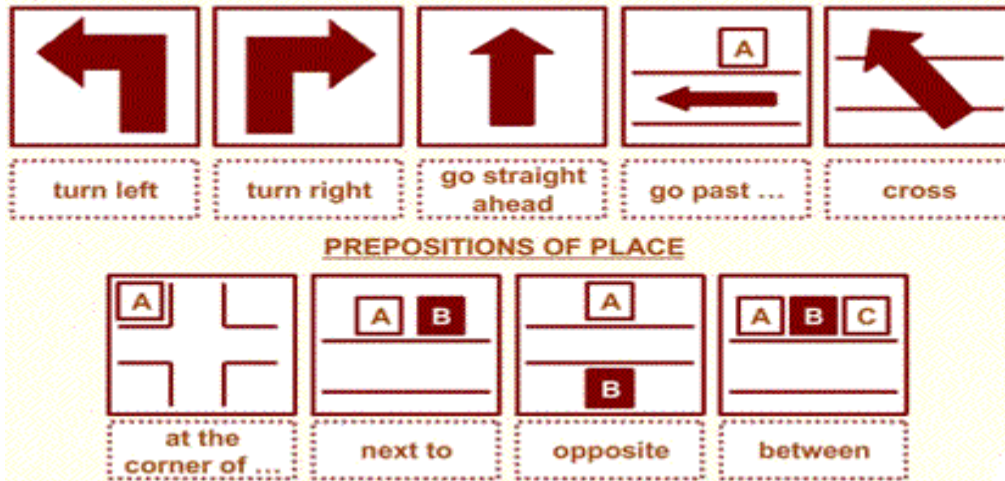 A
turn left
turn right
go straight
ahead
go past ...
cross
PREPOSITIONS OF PLACE
A
A B
A
B
A B C
at the
corner of ...
next to
opposite
between